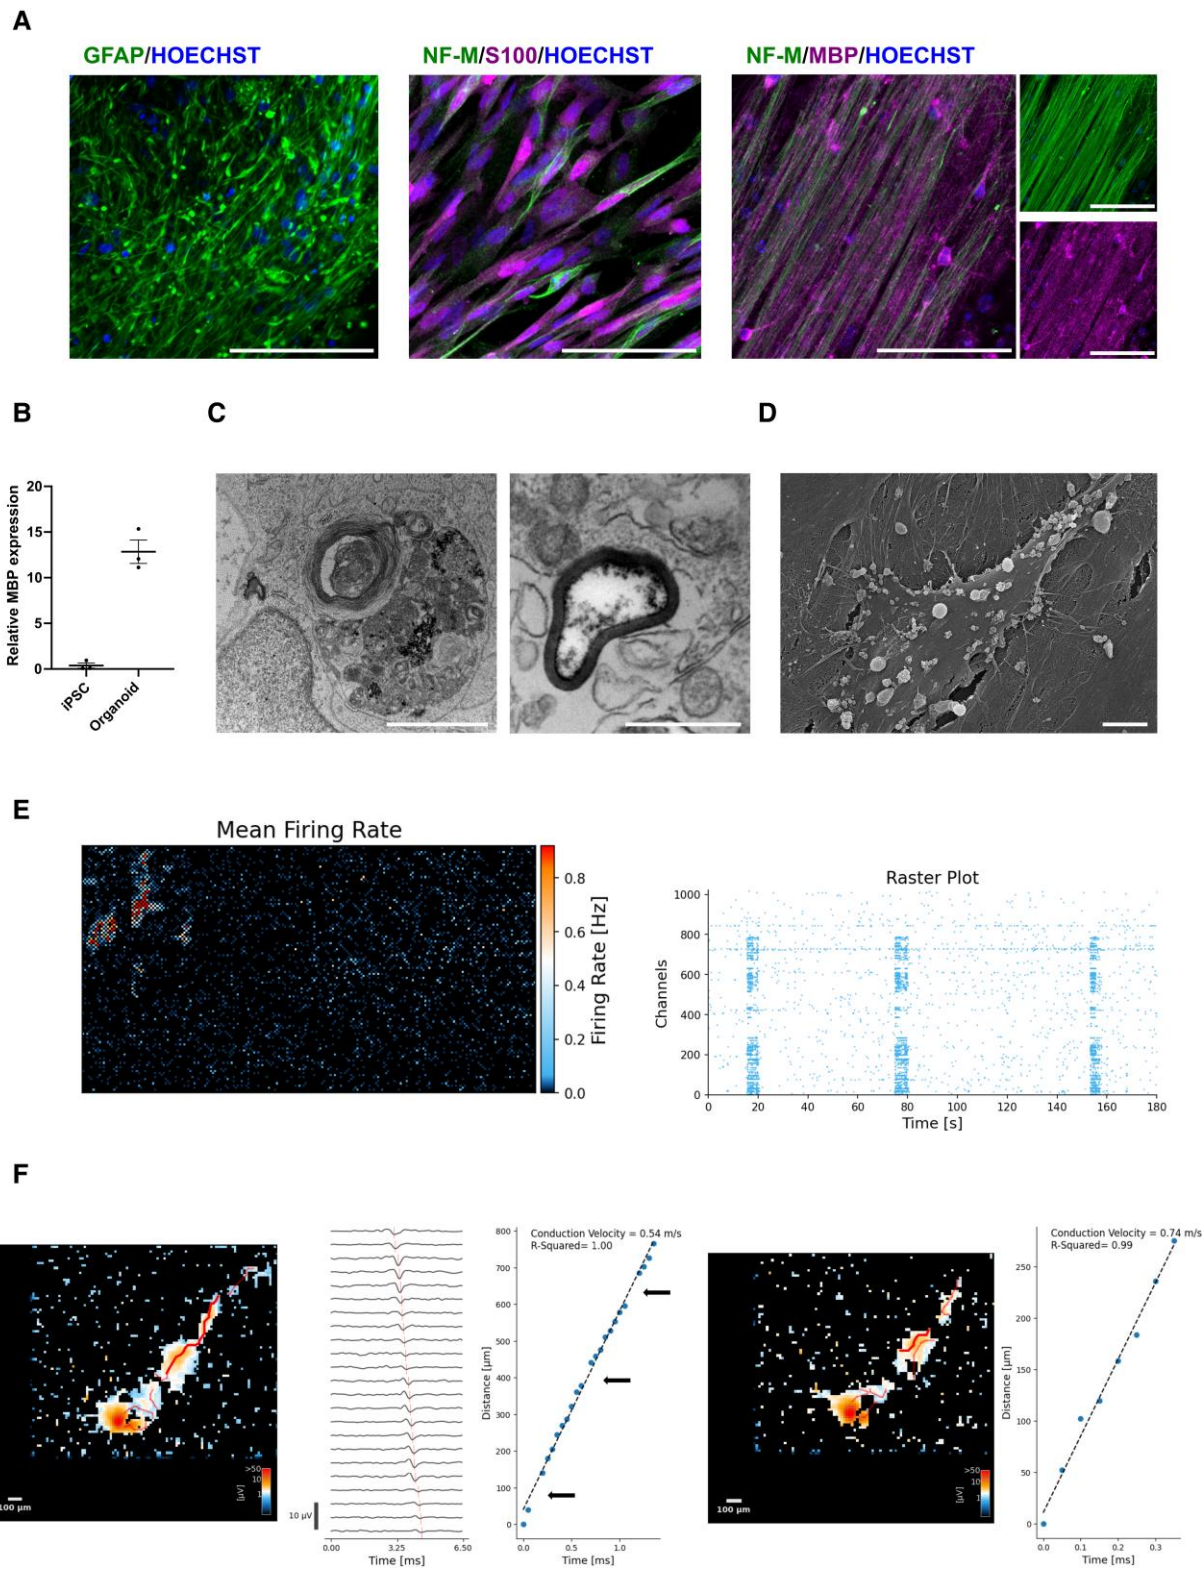 A
GFAP/HOECHST
NF-M/S100/HOECHST
NF-M/MBP/HOECHST
B
C
D
Relative MBP expression
20
15
10
5
0
iPSC
Organoid
E
Mean Firing Rate
0.8
0.6
0.4
0.2
0.0
Firing Rate [Hz]
Raster Plot
1000
800
600
400
200
0
Channels
0 20 40 60 80 100 120 140 160 180
Time [s]
F
>50
10
1
[µV]
100 µm
10 µV
0.00 3.25 6.50
Time [ms]
Conduction Velocity = 0.54 m/s
R-Squared= 1.00
800
700
600
500
400
300
200
100
0
Distance [µm]
0.0 0.5 1.0
Time [ms]
>50
10
1
[µV]
100 µm
Conduction Velocity = 0.74 m/s
R-Squared= 0.99
250
200
150
100
50
0
Distance [µm]
0.0 0.1 0.2 0.3
Time [ms]